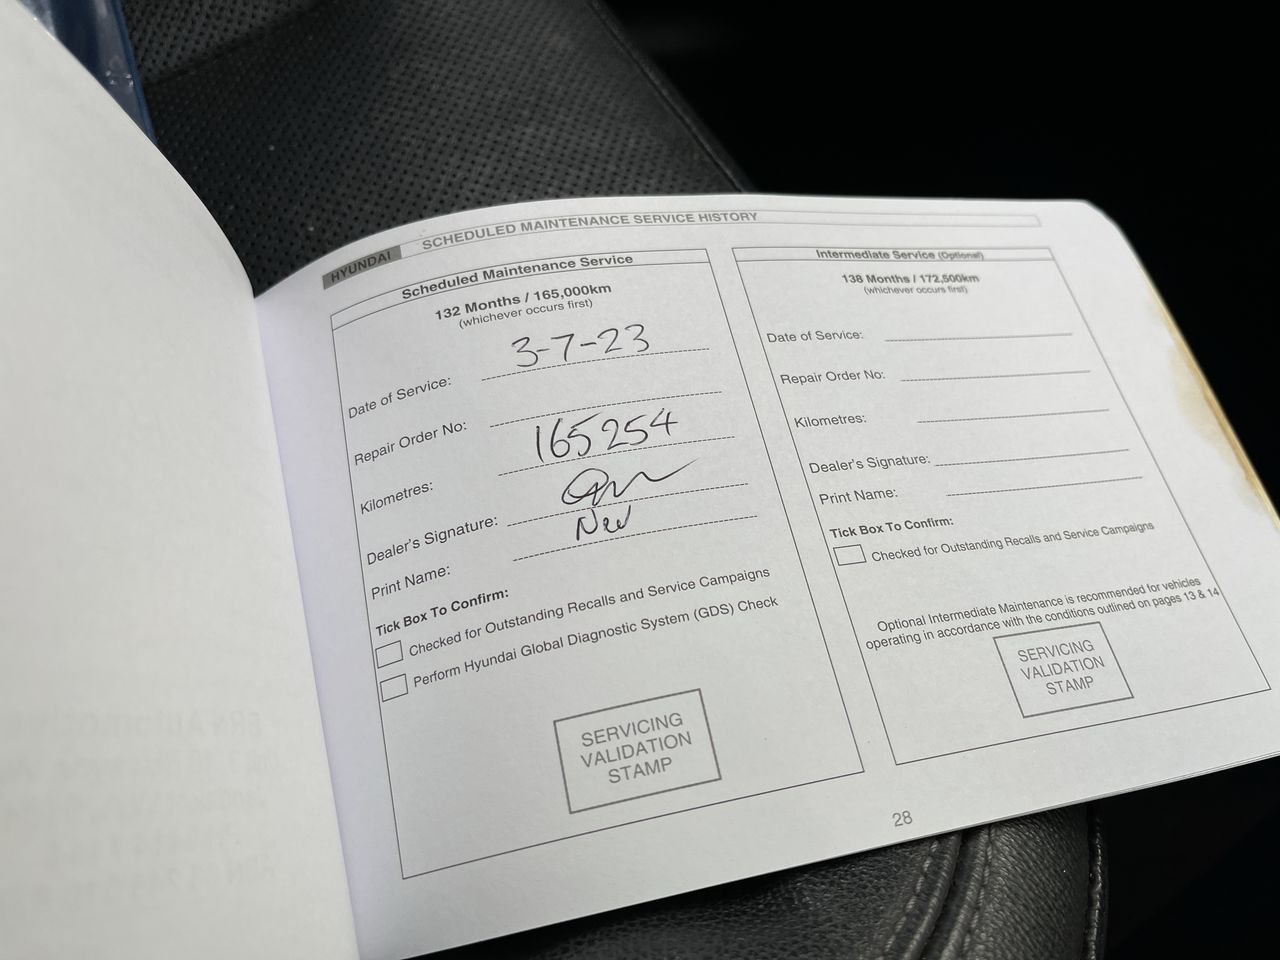 HYUNDAI
SCHEDULED MAINTENANCE SERVICE HISTORY
Scheduled Maintenance Service
132 Months / 165,000km
(whichever occurs first)
Date of Service: 3-7-23
Repair Order No:
Kilometres: 165254
Dealer's Signature:
Print Name:
Tick Box To Confirm:
Checked for Outstanding Recalls and Service Campaigns
Perform Hyundai Global Diagnostic System (GDS) Check
SERVICING
VALIDATION
STAMP
Intermediate Service (Optional)
138 Months / 172,500km
(whichever occurs first)
Date of Service:
Repair Order No:
Kilometres:
Dealer's Signature:
Print Name:
Tick Box To Confirm:
Checked for Outstanding Recalls and Service Campaigns
Optional Intermediate Maintenance is recommended for vehicles
operating in accordance with the conditions outlined on pages 13 & 14
SERVICING
VALIDATION
STAMP
28